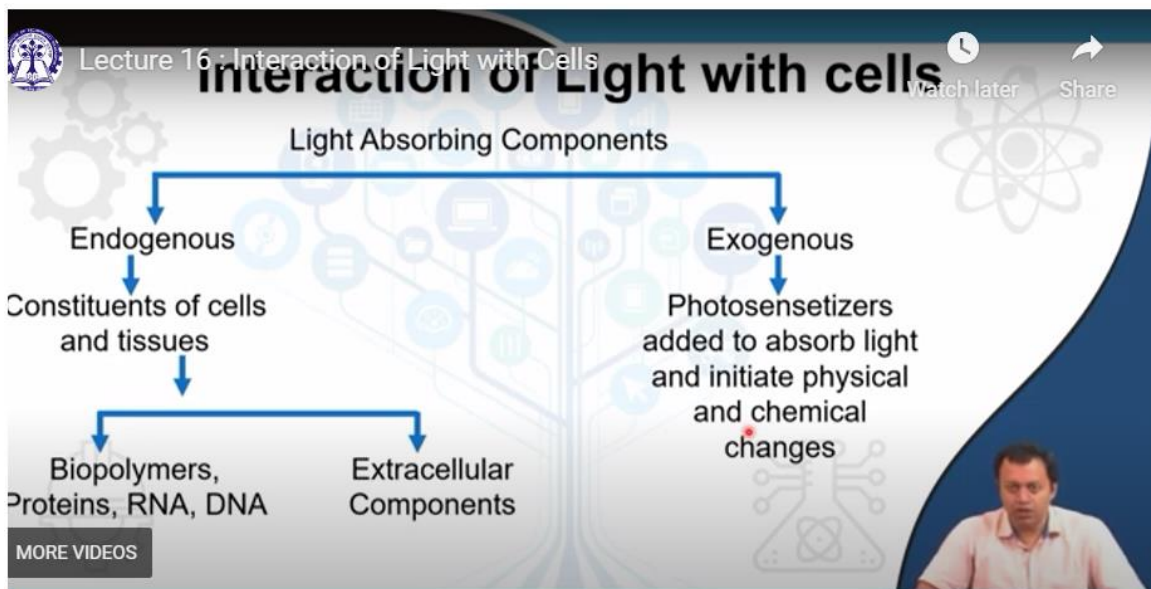 Lecture 16 : Interaction of Light with Cells
Interaction of Light with cells
Watch later
Share
Light Absorbing Components
Endogenous
Exogenous
Constituents of cells
and tissues
Photosensetizers
added to absorb light
and initiate physical
and chemical
changes
Biopolymers,
Proteins, RNA, DNA
Extracellular
Components
MORE VIDEOS